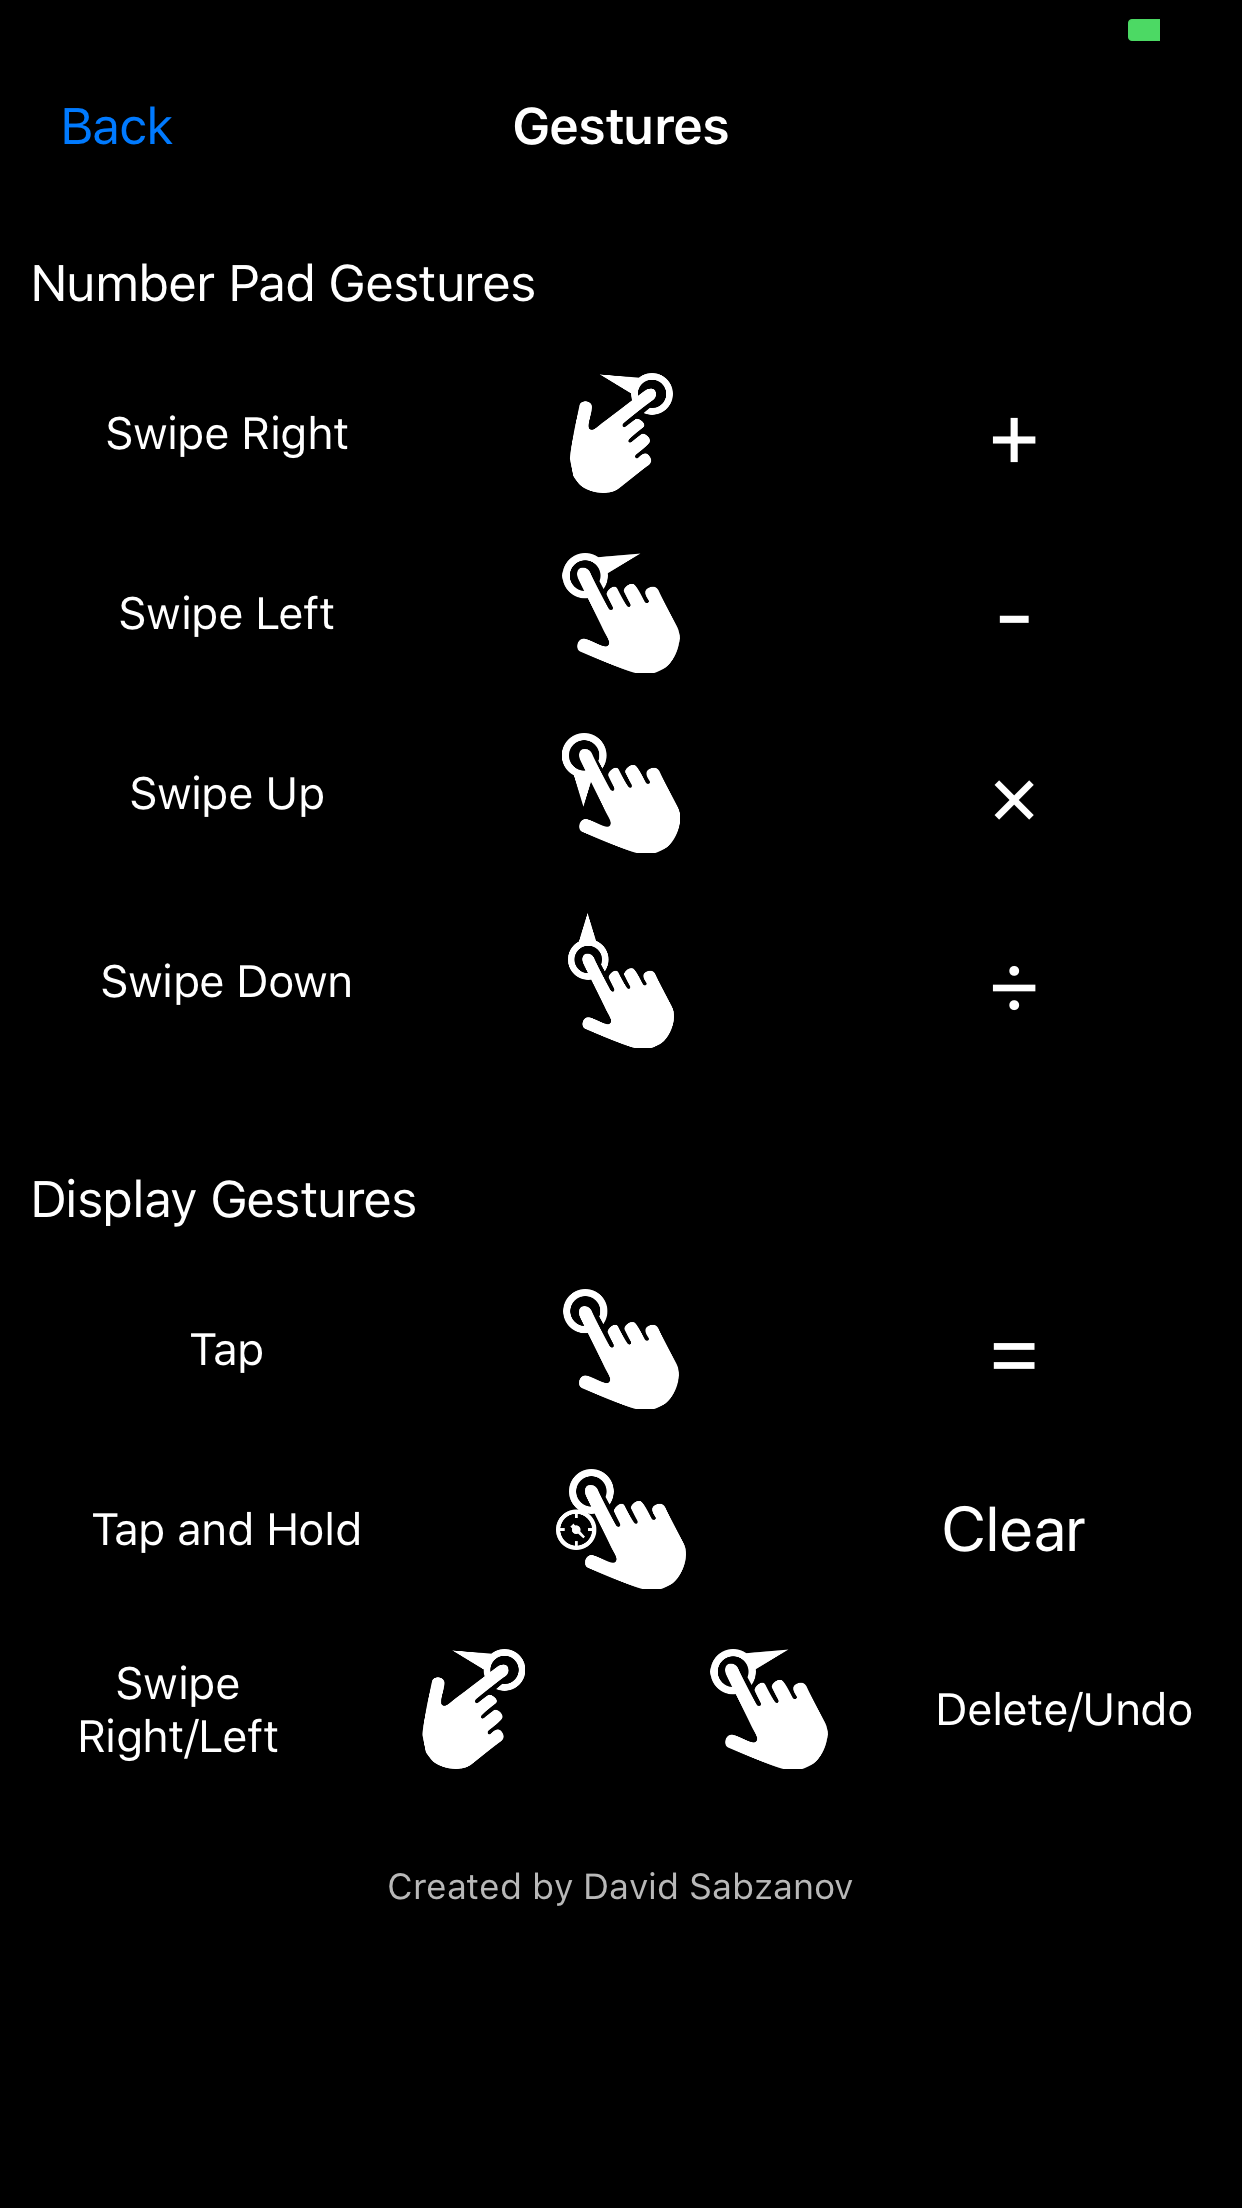 Back
Gestures
Number Pad Gestures
Swipe Right
+
Swipe Left
-
Swipe Up
×
Swipe Down
÷
Display Gestures
Tap
=
Tap and Hold
Clear
Swipe
Right/Left
Delete/Undo
Created by David Sabzanov